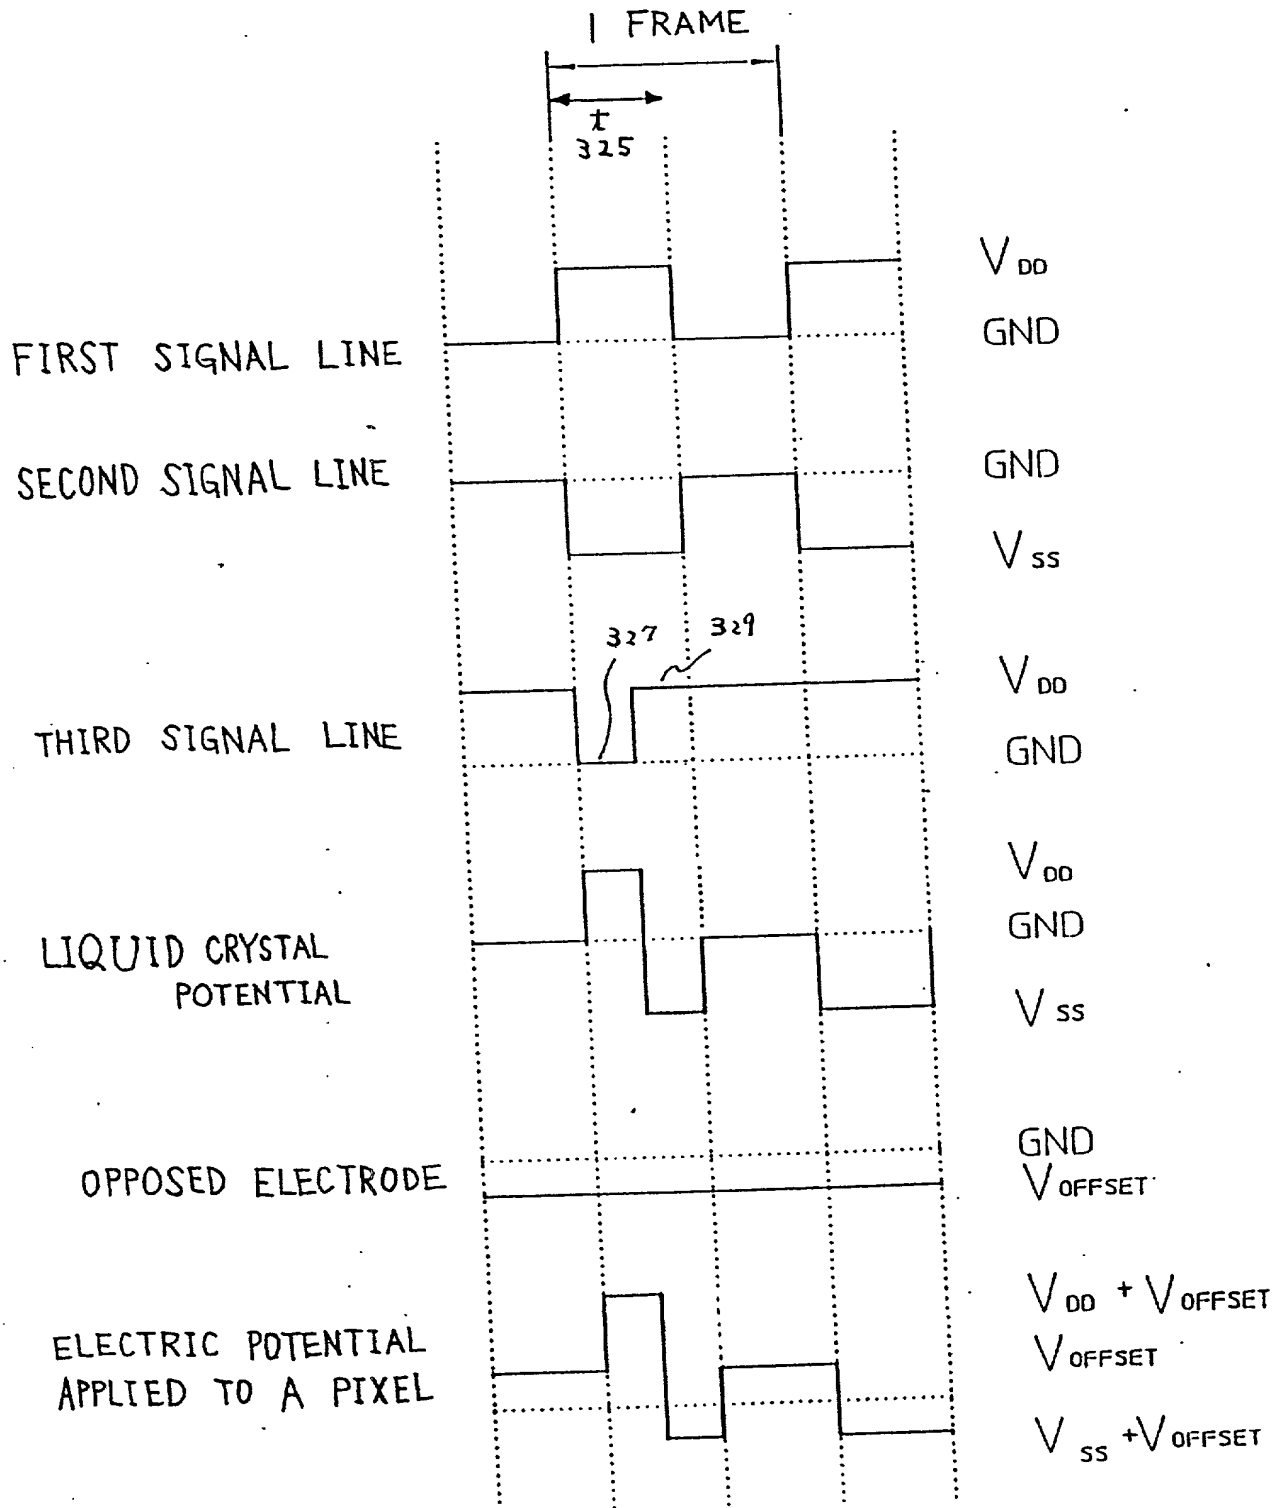 1 FRAME
t
325
V DD
GND
FIRST SIGNAL LINE
GND
SECOND SIGNAL LINE
V SS
327
329
V DD
THIRD SIGNAL LINE
GND
V DD
GND
LIQUID CRYSTAL
POTENTIAL
V SS
GND
OPPOSED ELECTRODE
V OFFSET
V DD + V OFFSET
ELECTRIC POTENTIAL
V OFFSET
APPLIED TO A PIXEL
V SS + V OFFSET